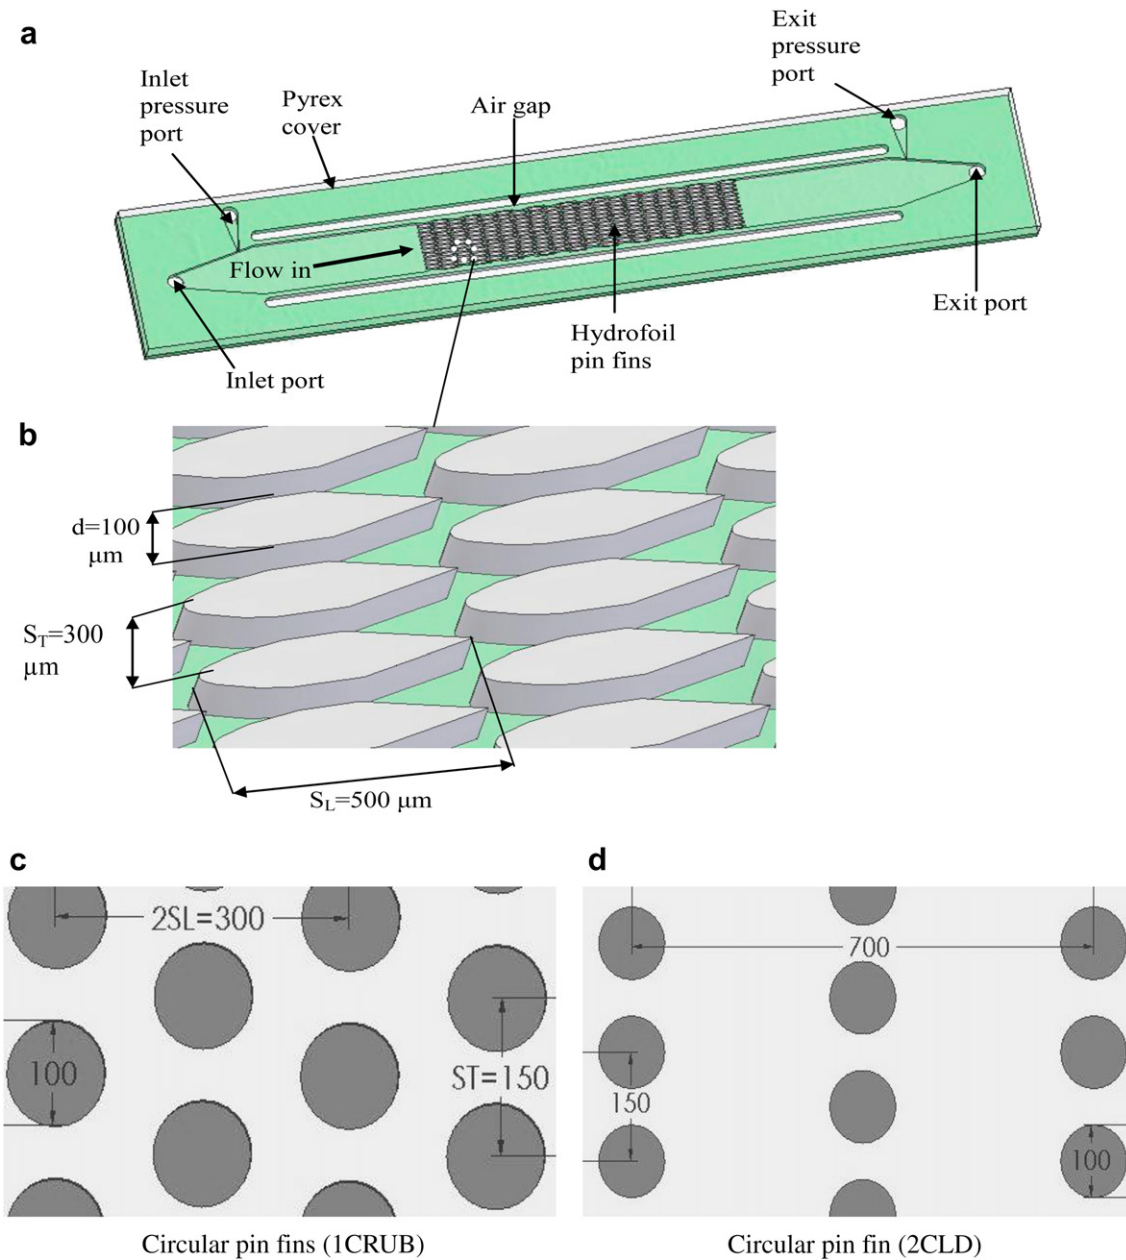 a
Exit
pressure
port
Inlet
pressure
port
Pyrex
cover
Air gap
Flow in
Exit port
Hydrofoil
pin fins
Inlet port
b
d=100
μm
S_T=300
μm
S_L=500 μm
c
2SL=300
100
ST=150
Circular pin fins (1CRUB)
d
700
150
100
Circular pin fin (2CLD)